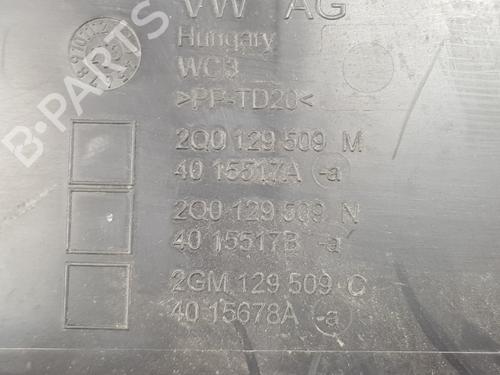 VW AG
Hungary
WC13
>PP-TD20<
2Q0 129 509 M
40 15517A -a
2Q0 129 509 N
40 15517B -a
2GM 129 509 C
40 15678A -a
B-PARTS